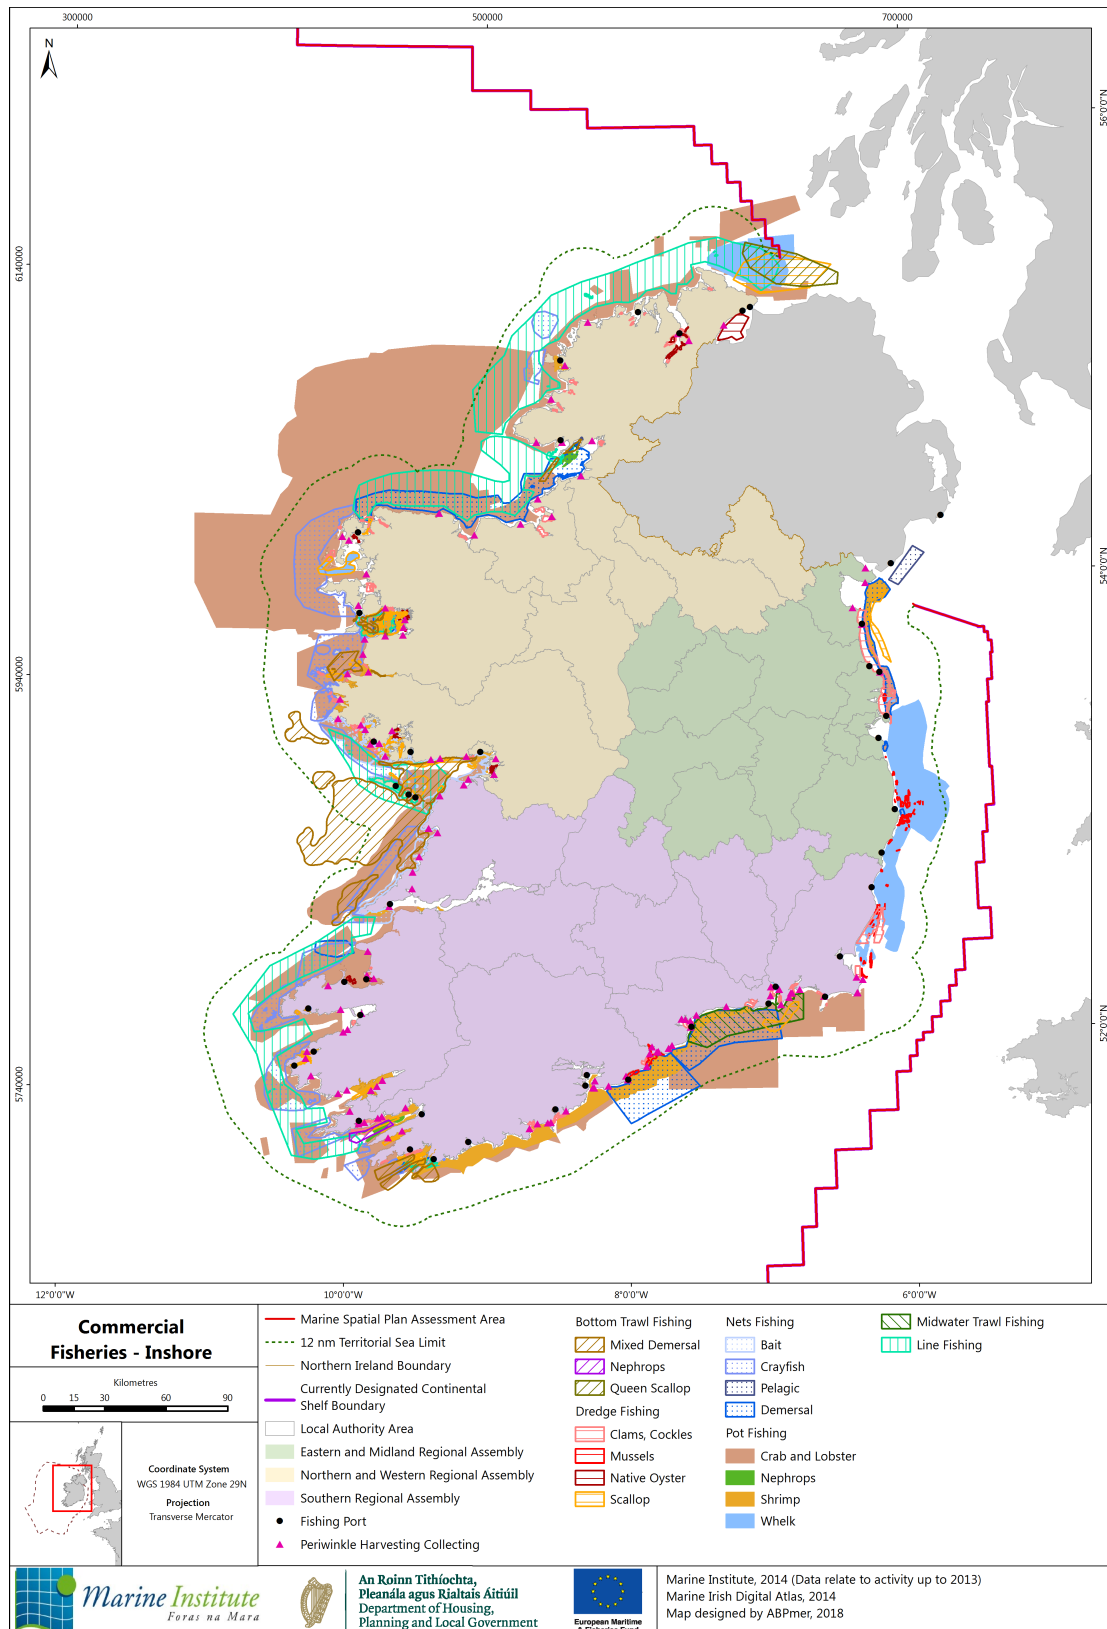 300000
500000
700000
N
56°0'0"N
6140000
54°0'0"N
5940000
52°0'0"N
5740000
12°0'0"W
10°0'0"W
8°0'0"W
6°0'0"W
Commercial
Fisheries - Inshore
Kilometres
0 15 30 60 90
Coordinate System
WGS 1984 UTM Zone 29N
Projection
Transverse Mercator
Marine Spatial Plan Assessment Area
12 nm Territorial Sea Limit
Northern Ireland Boundary
Currently Designated Continental
Shelf Boundary
Local Authority Area
Eastern and Midland Regional Assembly
Northern and Western Regional Assembly
Southern Regional Assembly
Fishing Port
Periwinkle Harvesting Collecting
Bottom Trawl Fishing
Mixed Demersal
Nephrops
Queen Scallop
Dredge Fishing
Clams, Cockles
Mussels
Native Oyster
Scallop
Nets Fishing
Bait
Crayfish
Pelagic
Demersal
Pot Fishing
Crab and Lobster
Nephrops
Shrimp
Whelk
Midwater Trawl Fishing
Line Fishing
Marine Institute
Foras na Mara
An Roinn Tithíochta,
Pleanála agus Rialtais Áitiúil
Department of Housing,
Planning and Local Government
European Maritime
& Fisheries Fund
Marine Institute, 2014 (Data relate to activity up to 2013)
Marine Irish Digital Atlas, 2014
Map designed by ABPmer, 2018